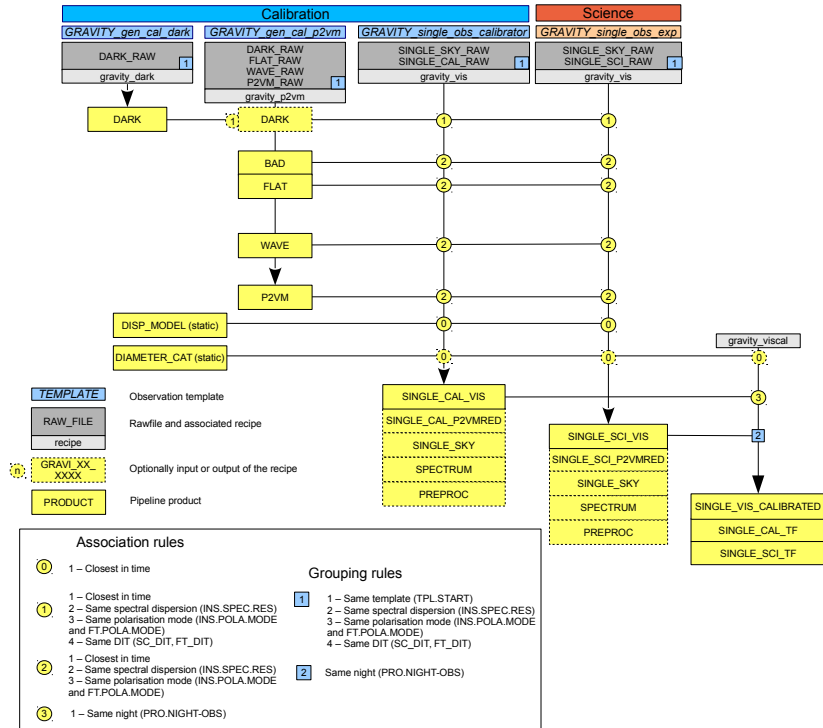 Calibration
Science
GRAVITY_gen_cal_dark
GRAVITY_gen_cal_p2vm
GRAVITY_single_obs_calibrator
GRAVITY_single_obs_exp
DARK_RAW
1
gravity_dark
DARK_RAW
FLAT_RAW
WAVE_RAW
P2VM_RAW
1
gravity_p2vm
SINGLE_SKY_RAW
SINGLE_CAL_RAW
1
gravity_vis
SINGLE_SKY_RAW
SINGLE_SCI_RAW
1
gravity_vis
DARK
1
DARK
1
1
BAD
2
2
FLAT
2
2
WAVE
2
2
P2VM
2
2
DISP_MODEL (static)
0
0
gravity_viscal
DIAMETER_CAT (static)
0
0
0
SINGLE_CAL_VIS
3
SINGLE_CAL_P2VMRED
SINGLE_SKY
SPECTRUM
PREPROC
SINGLE_SCI_VIS
2
SINGLE_SCI_P2VMRED
SINGLE_SKY
SPECTRUM
PREPROC
SINGLE_VIS_CALIBRATED
SINGLE_CAL_TF
SINGLE_SCI_TF
TEMPLATE
Observation template
RAW_FILE
recipe
Rawfile and associated recipe
n
GRAVI_XX_
XXXX
Optionally input or output of the recipe
PRODUCT
Pipeline product
Association rules
0
1 – Closest in time
1
1 – Closest in time
2 – Same spectral dispersion (INS.SPEC.RES)
3 – Same polarisation mode (INS.POLA.MODE
and FT.POLA.MODE)
4 – Same DIT (SC_DIT, FT_DIT)
2
1 – Closest in time
2 – Same spectral dispersion (INS.SPEC.RES)
3 – Same polarisation mode (INS.POLA.MODE
and FT.POLA.MODE)
3
1 – Same night (PRO.NIGHT-OBS)
Grouping rules
1
1 – Same template (TPL.START)
2 – Same spectral dispersion (INS.SPEC.RES)
3 – Same polarisation mode (INS.POLA.MODE
and FT.POLA.MODE)
4 – Same DIT (SC_DIT, FT_DIT)
2
Same night (PRO.NIGHT-OBS)